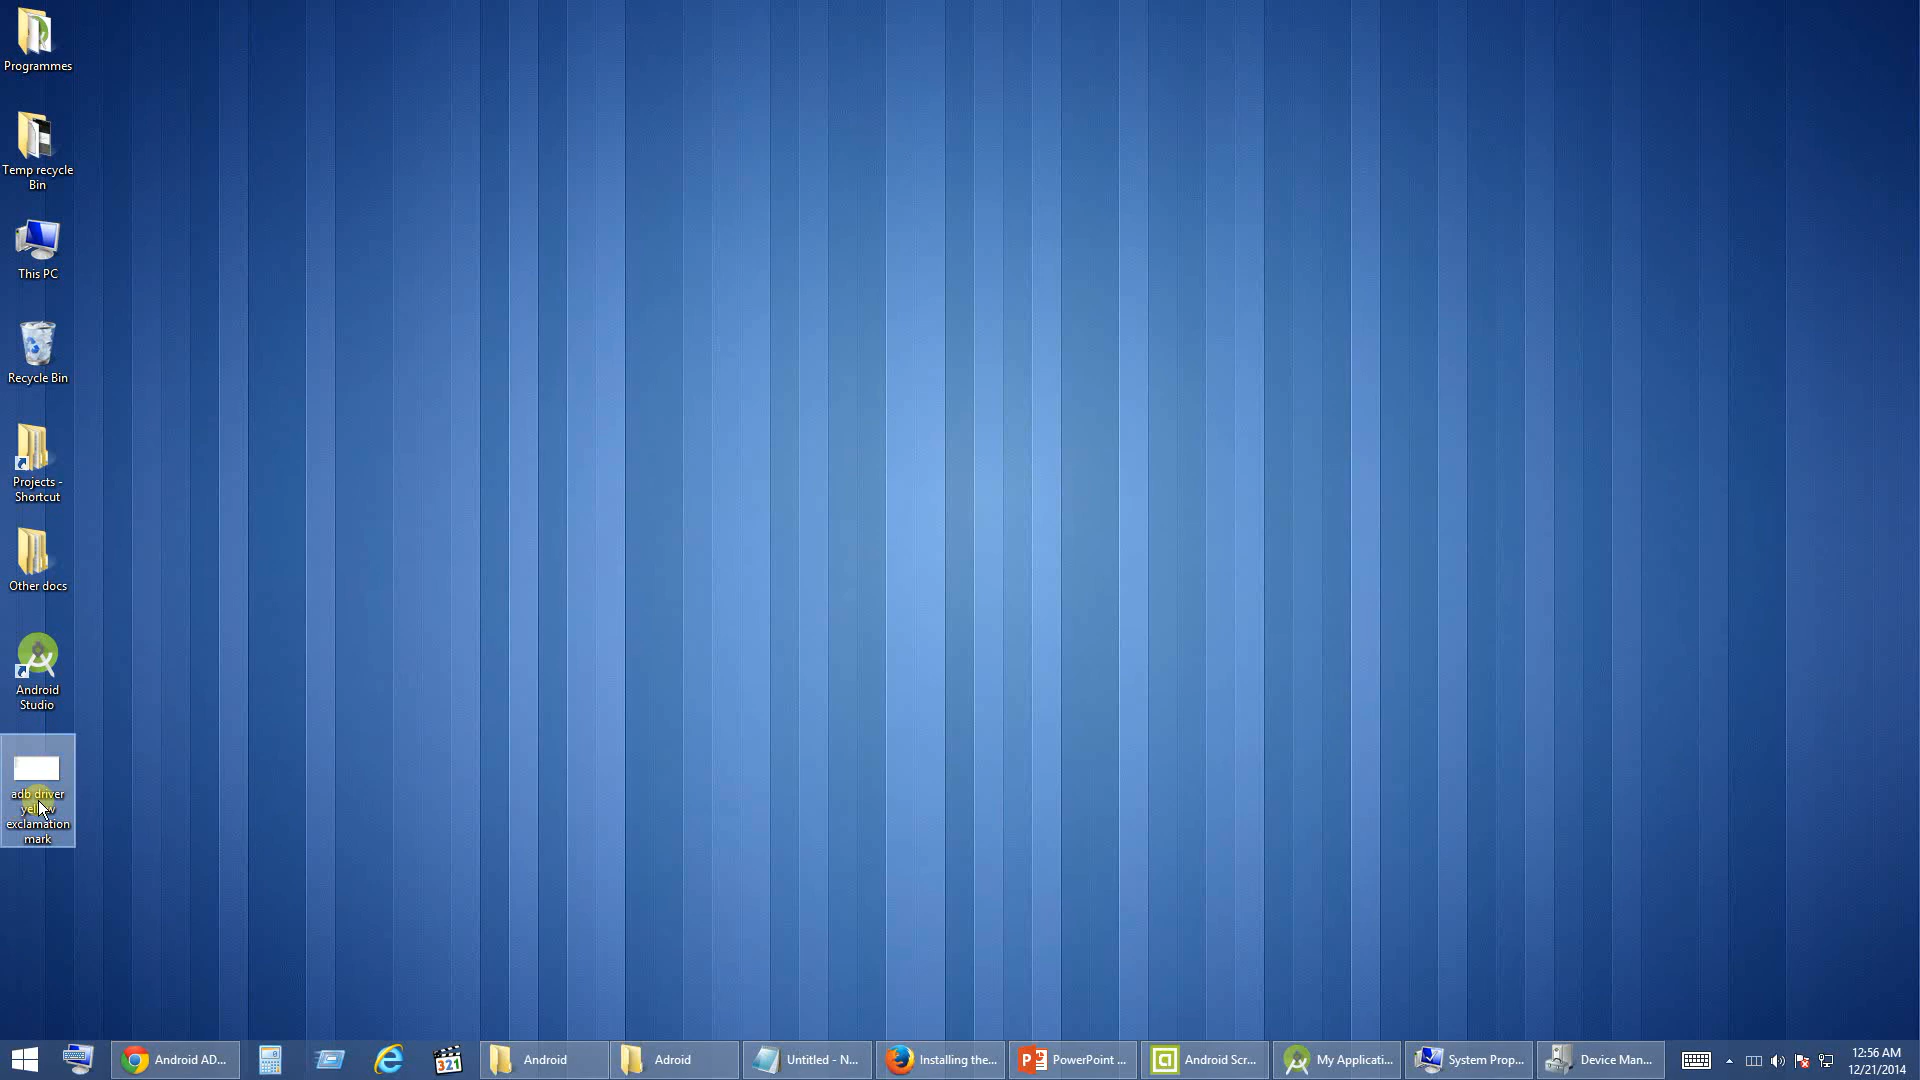 Programmes
Temp recycle
Bin
This PC
Recycle Bin
Projects -
Shortcut
Other docs
Android
Studio
adb driver
yellow
exclamation
mark
Android AD...
321
Android
Adroid
Untitled - N...
Installing the...
PowerPoint ...
Android Scr...
My Applicati...
System Prop...
Device Man...
12:56 AM
12/21/2014